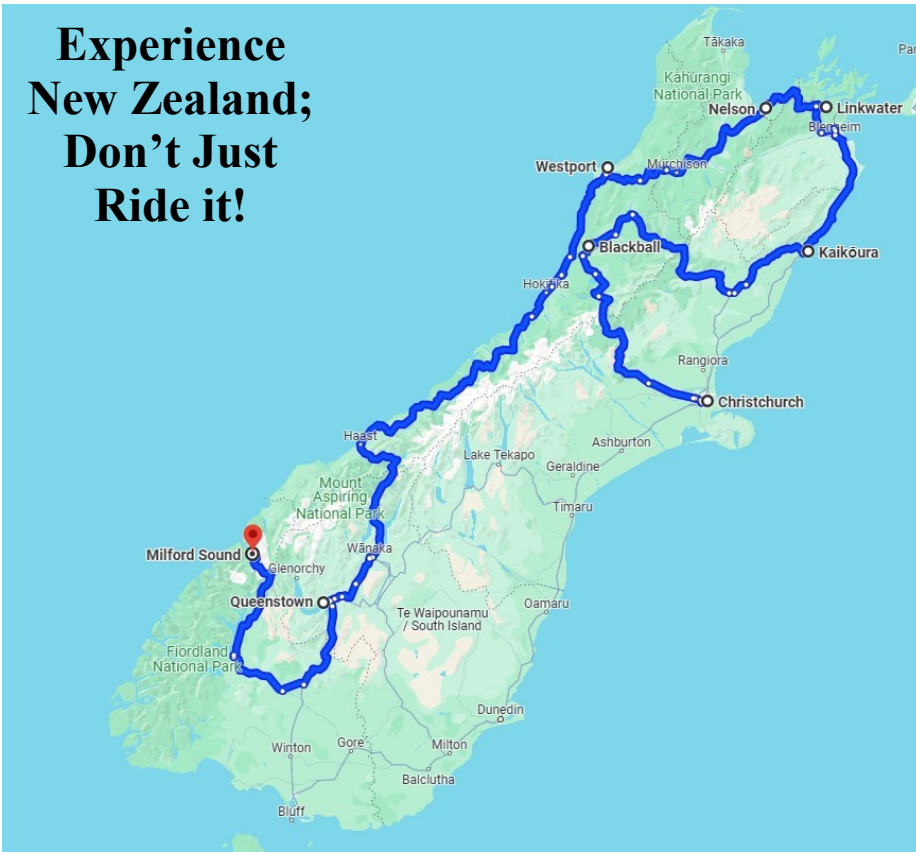 Experience
New Zealand;
Don’t Just
Ride it!
Tākaka
Kahurangi
National Park
Nelson
Linkwater
Blenheim
Westport
Murchison
Blackball
Kaikōura
Hokitika
Rangiora
Christchurch
Ashburton
Haast
Lake Tekapo
Geraldine
Mount
Aspiring
National Park
Timaru
Milford Sound
Glenorchy
Wānaka
Queenstown
Te Waipounamu
/ South Island
Oamaru
Fiordland
National Park
Dunedin
Winton
Gore
Milton
Balclutha
Bluff